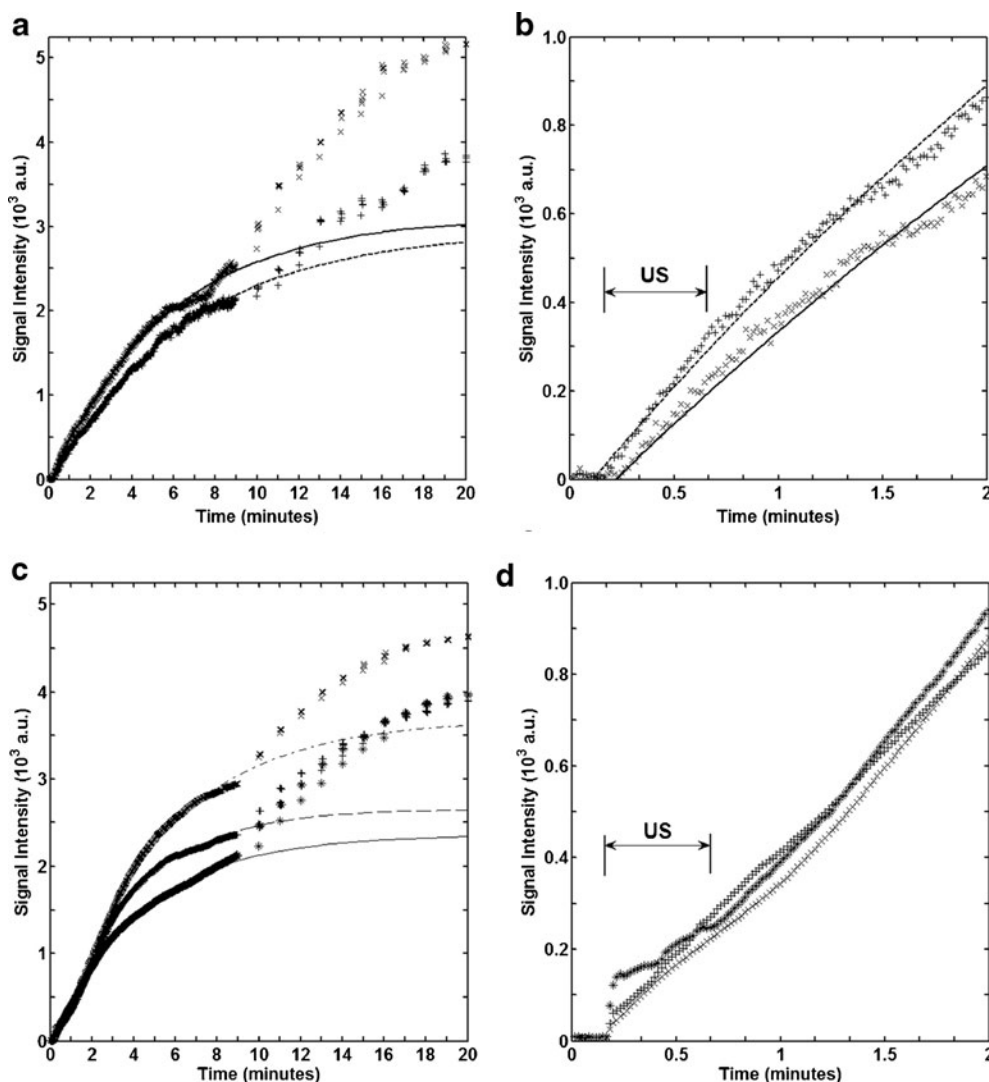 a
Signal Intensity (10³ a.u.)
5
4
3
2
1
0
0 2 4 6 8 10 12 14 16 18 20
Time (minutes)
b
Signal Intensity (10³ a.u.)
1.0
0.8
0.6
0.4
0.2
0
US
0 0.5 1 1.5 2
Time (minutes)
c
Signal Intensity (10³ a.u.)
5
4
3
2
1
0
0 2 4 6 8 10 12 14 16 18 20
Time (minutes)
d
Signal Intensity (10³ a.u.)
1.0
0.8
0.6
0.4
0.2
0
US
0 0.5 1 1.5 2
Time (minutes)